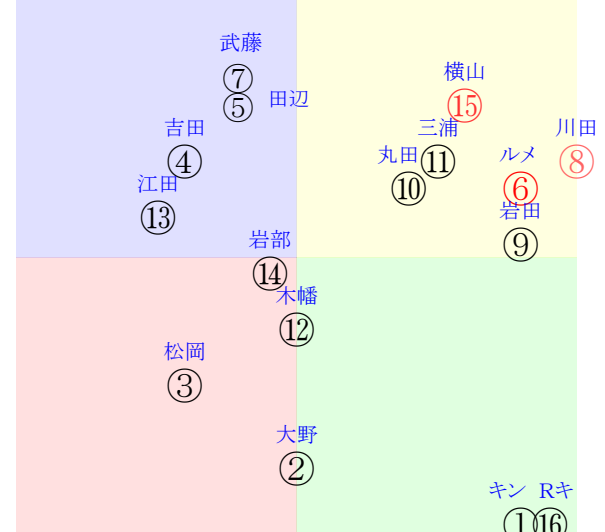 武藤
⑦
⑤ 田辺
横山
⑮
吉田
④
三浦
⑪
川田
⑧
丸田
⑩
ルメ
⑥
江田
⑬
岩田
⑨
岩部
⑭
木幡
⑫
松岡
③
大野
②
キン Rキ
①⑯